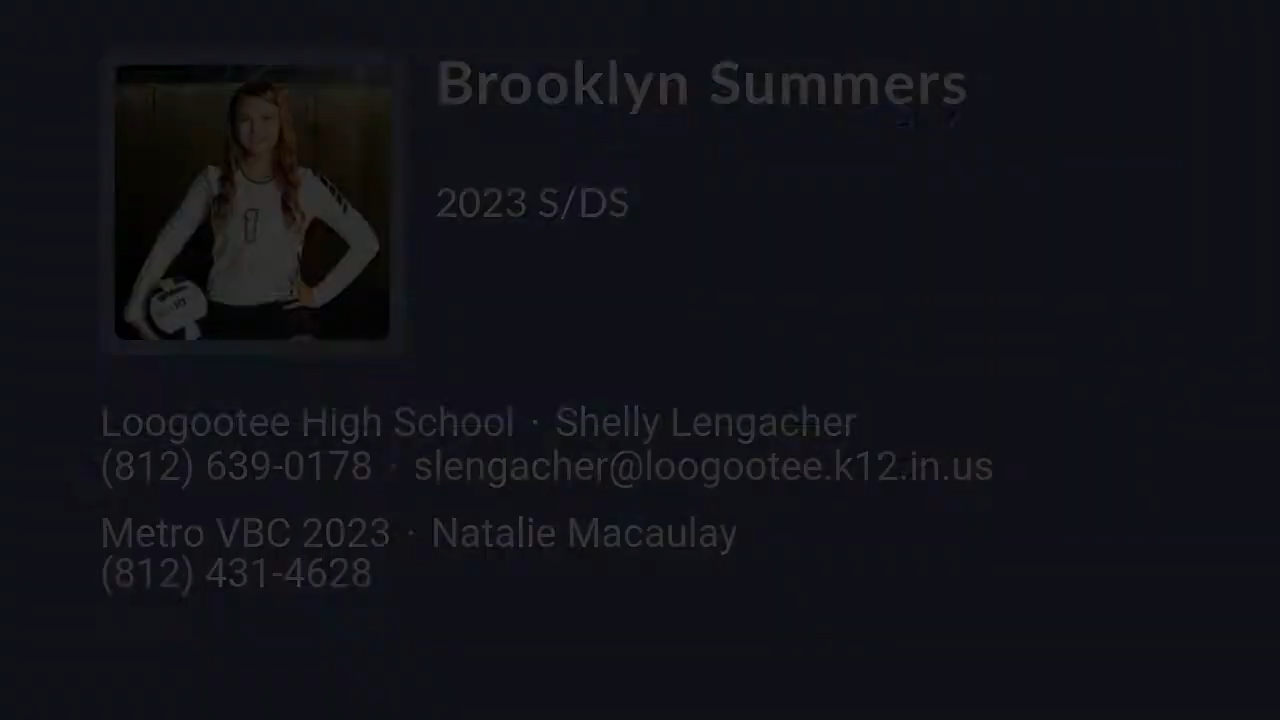 Brooklyn Summers
2023 S/DS
1
Loogootee High School · Shelly Lengacher
(812) 639-0178 · slengacher@loogootee.k12.in.us
Metro VBC 2023 · Natalie Macaulay
(812) 431-4628